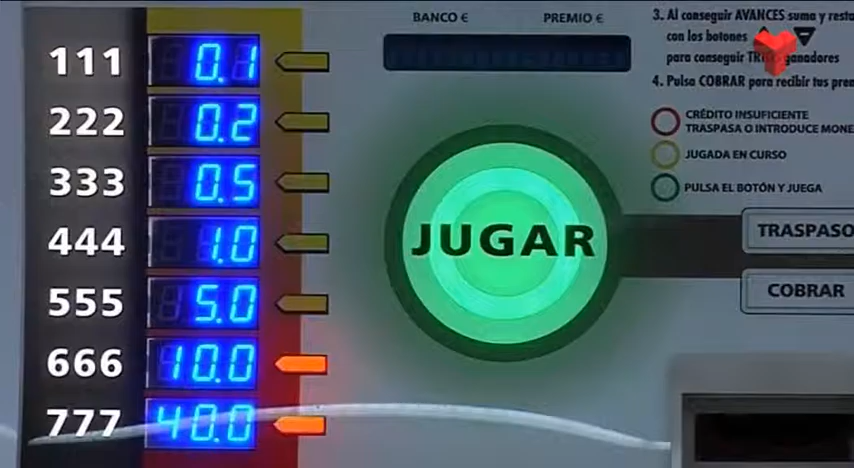 BANCO € PREMIO €
3. Al conseguir AVANCES suma y resta
con los botones
para conseguir ganadores
4. Pulsa COBRAR para recibir tus
111 0.1
222 0.2
333 0.5
444 1.0
555 5.0
666 10.0
777 40.0
JUGAR
CRÉDITO INSUFICIENTE
TRASPASA O INTRODUCE
JUGADA EN CURSO
PULSA EL BOTÓN Y JUEGA
TRASPASO
COBRAR